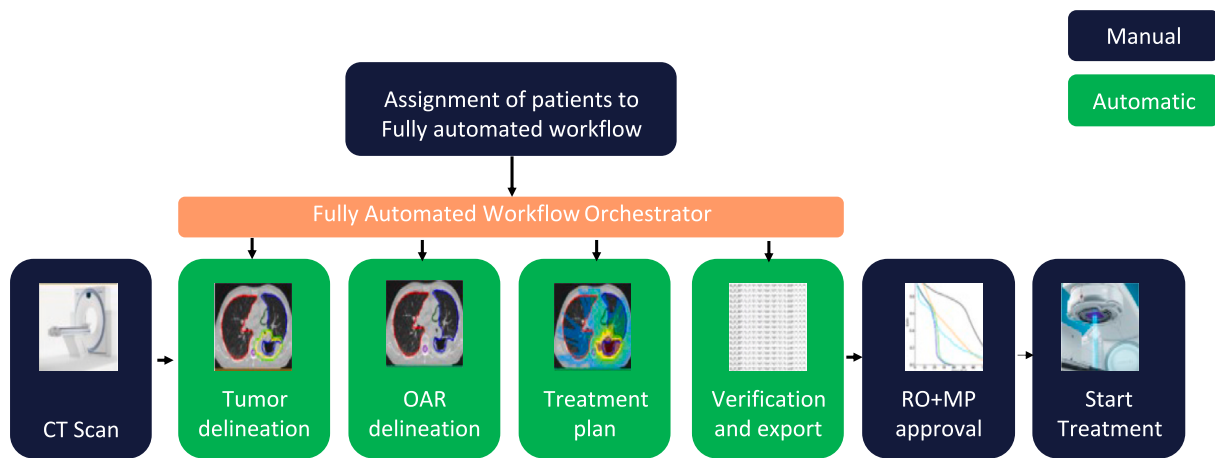 Manual
Automatic
Assignment of patients to
Fully automated workflow
Fully Automated Workflow Orchestrator
CT Scan
Tumor
delineation
OAR
delineation
Treatment
plan
Verification
and export
RO+MP
approval
Start
Treatment